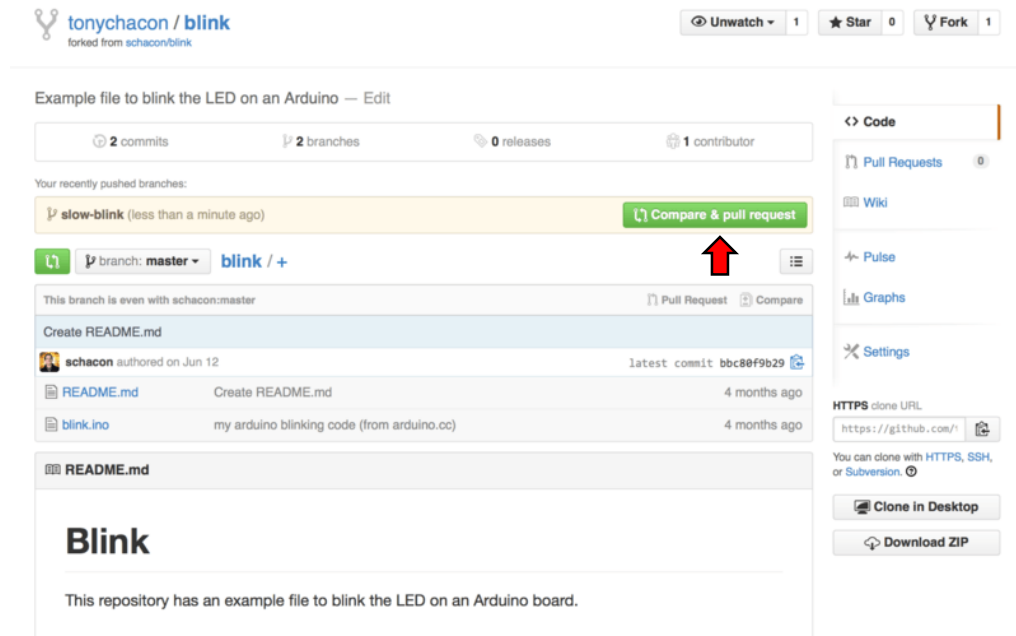 tonychacon / blink
forked from schacon/blink
Unwatch 1 Star 0 Fork 1
Example file to blink the LED on an Arduino — Edit
2 commits 2 branches 0 releases 1 contributor
Your recently pushed branches:
slow-blink (less than a minute ago) Compare & pull request
branch: master blink / +
This branch is even with schacon:master Pull Request Compare
Create README.md
schacon authored on Jun 12 latest commit bbc80f9b29
README.md Create README.md 4 months ago
blink.ino my arduino blinking code (from arduino.cc) 4 months ago
README.md
Blink
This repository has an example file to blink the LED on an Arduino board.
Code
Pull Requests 0
Wiki
Pulse
Graphs
Settings
HTTPS clone URL
https://github.com/
You can clone with HTTPS, SSH,
or Subversion.
Clone in Desktop
Download ZIP